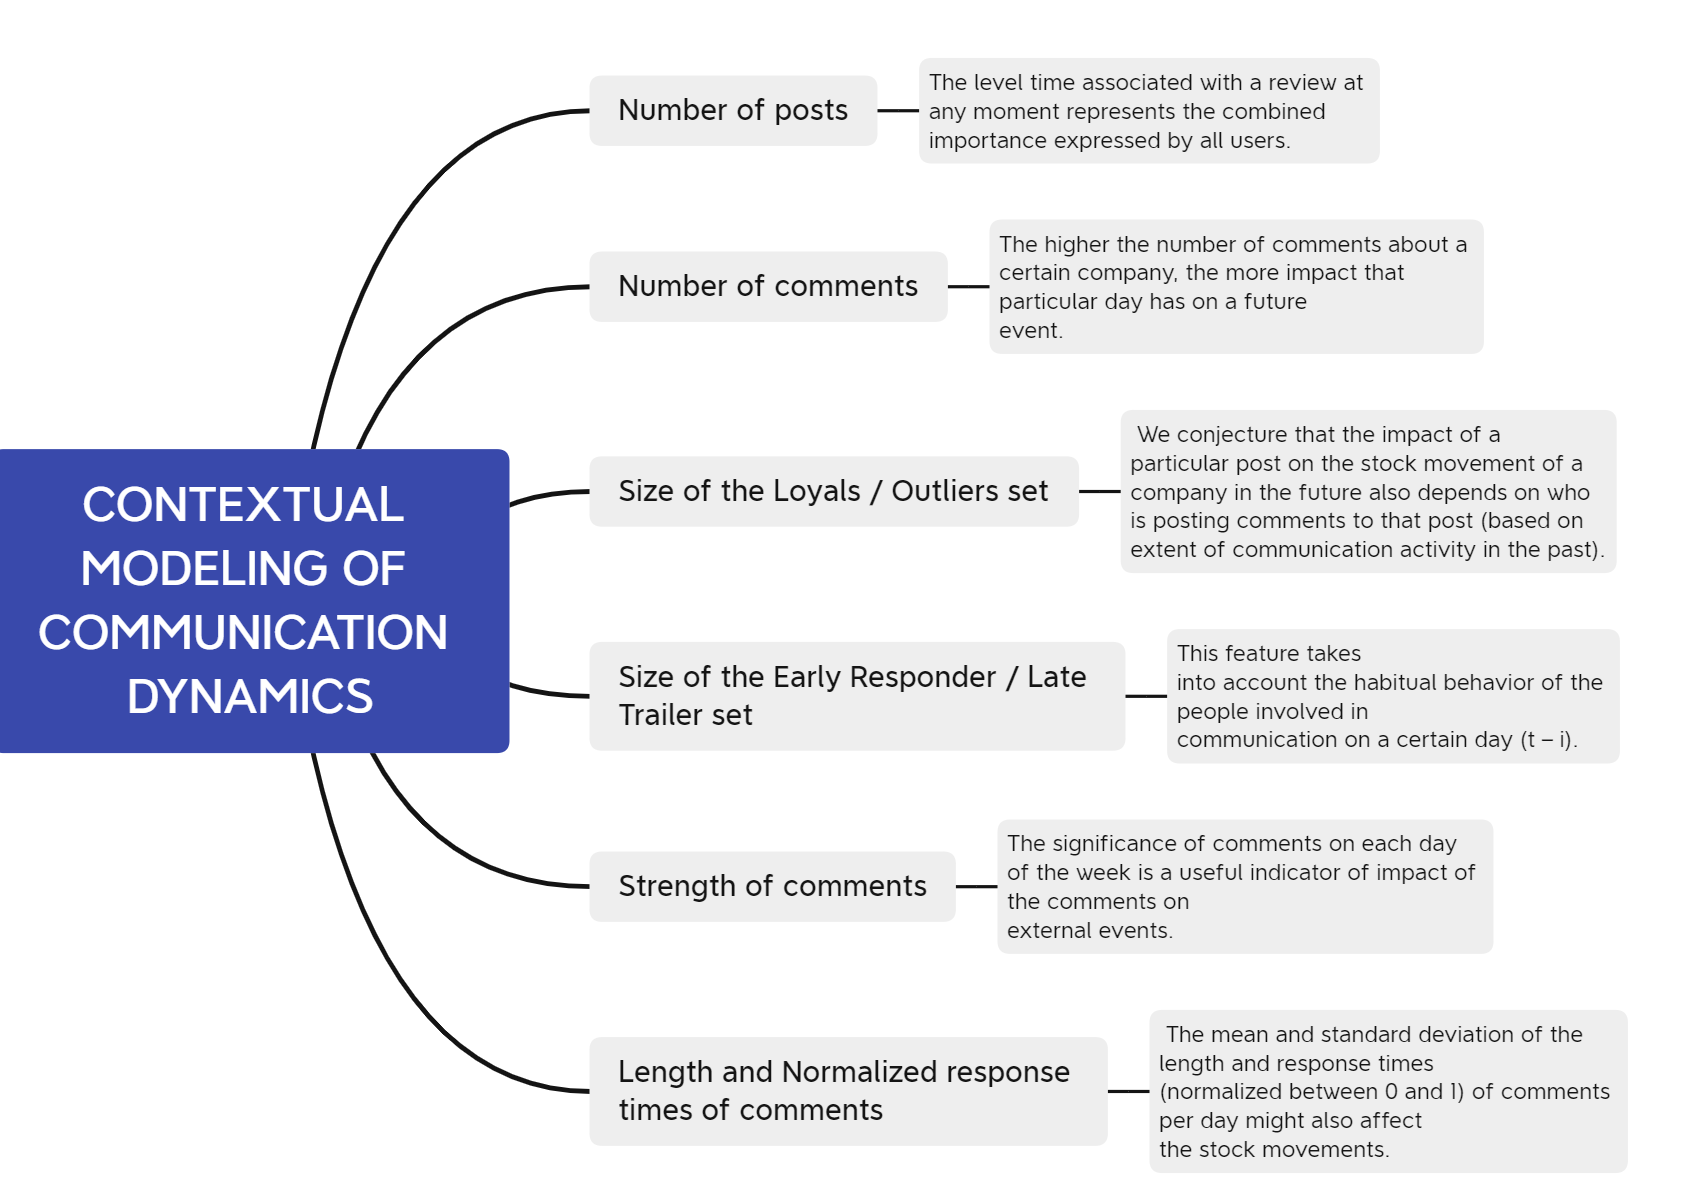 CONTEXTUAL
MODELING OF
COMMUNICATION
DYNAMICS
Number of posts
The level time associated with a review at
any moment represents the combined
importance expressed by all users.
Number of comments
The higher the number of comments about a
certain company, the more impact that
particular day has on a future
event.
Size of the Loyals / Outliers set
We conjecture that the impact of a
particular post on the stock movement of a
company in the future also depends on who
is posting comments to that post (based on
extent of communication activity in the past).
Size of the Early Responder / Late
Trailer set
This feature takes
into account the habitual behavior of the
people involved in
communication on a certain day (t – i).
Strength of comments
The significance of comments on each day
of the week is a useful indicator of impact of
the comments on
external events.
Length and Normalized response
times of comments
The mean and standard deviation of the
length and response times
(normalized between 0 and 1) of comments
per day might also affect
the stock movements.